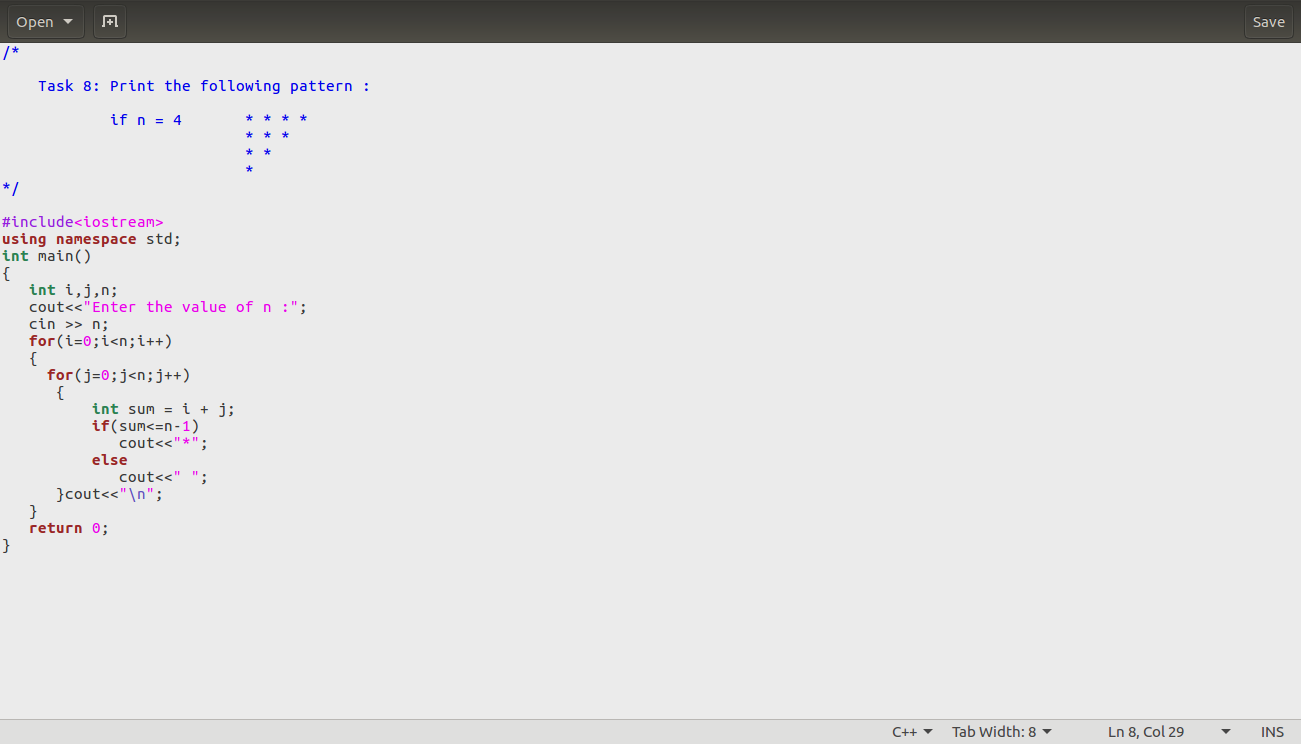 Open
Save
/*
    Task 8: Print the following pattern :
            if n = 4       * * * *
                           * * *
                           * *
                           *
*/
#include<iostream>
using namespace std;
int main()
{
   int i,j,n;
   cout<<"Enter the value of n :";
   cin >> n;
   for(i=0;i<n;i++)
   {
     for(j=0;j<n;j++)
      {
          int sum = i + j;
          if(sum<=n-1)
             cout<<"*";
          else
             cout<<" ";
      }cout<<"\n";
   }
   return 0;
}
C++ Tab Width: 8 Ln 8, Col 29 INS